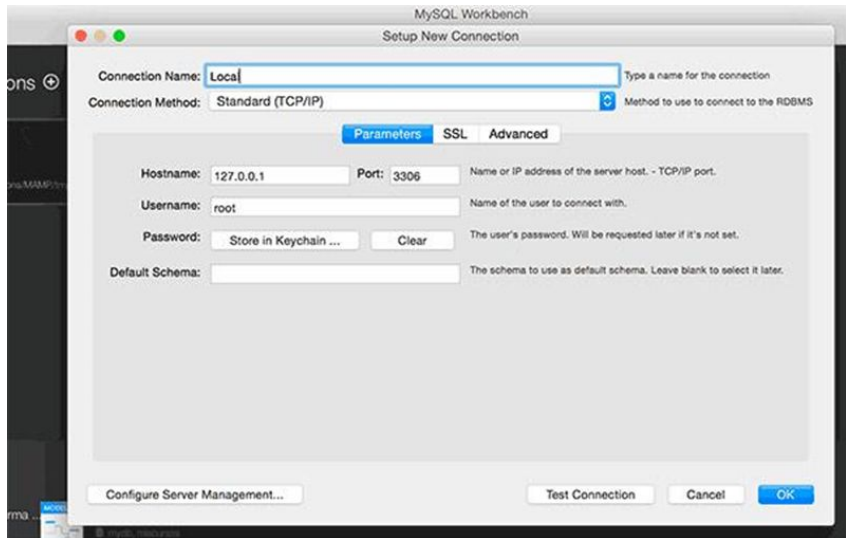 MySQL Workbench
Setup New Connection
ons
Connection Name: Local Type a name for the connection
Connection Method: Standard (TCP/IP) Method to use to connect to the RDBMS
Parameters SSL Advanced
Hostname: 127.0.0.1 Port: 3306 Name or IP address of the server host. - TCP/IP port.
ons/MAMP/tm
Username: root Name of the user to connect with.
Password: Store in Keychain ... Clear The user's password. Will be requested later if it's not set.
Default Schema: The schema to use as default schema. Leave blank to select it later.
Configure Server Management... Test Connection Cancel OK
rma ...
MODEL